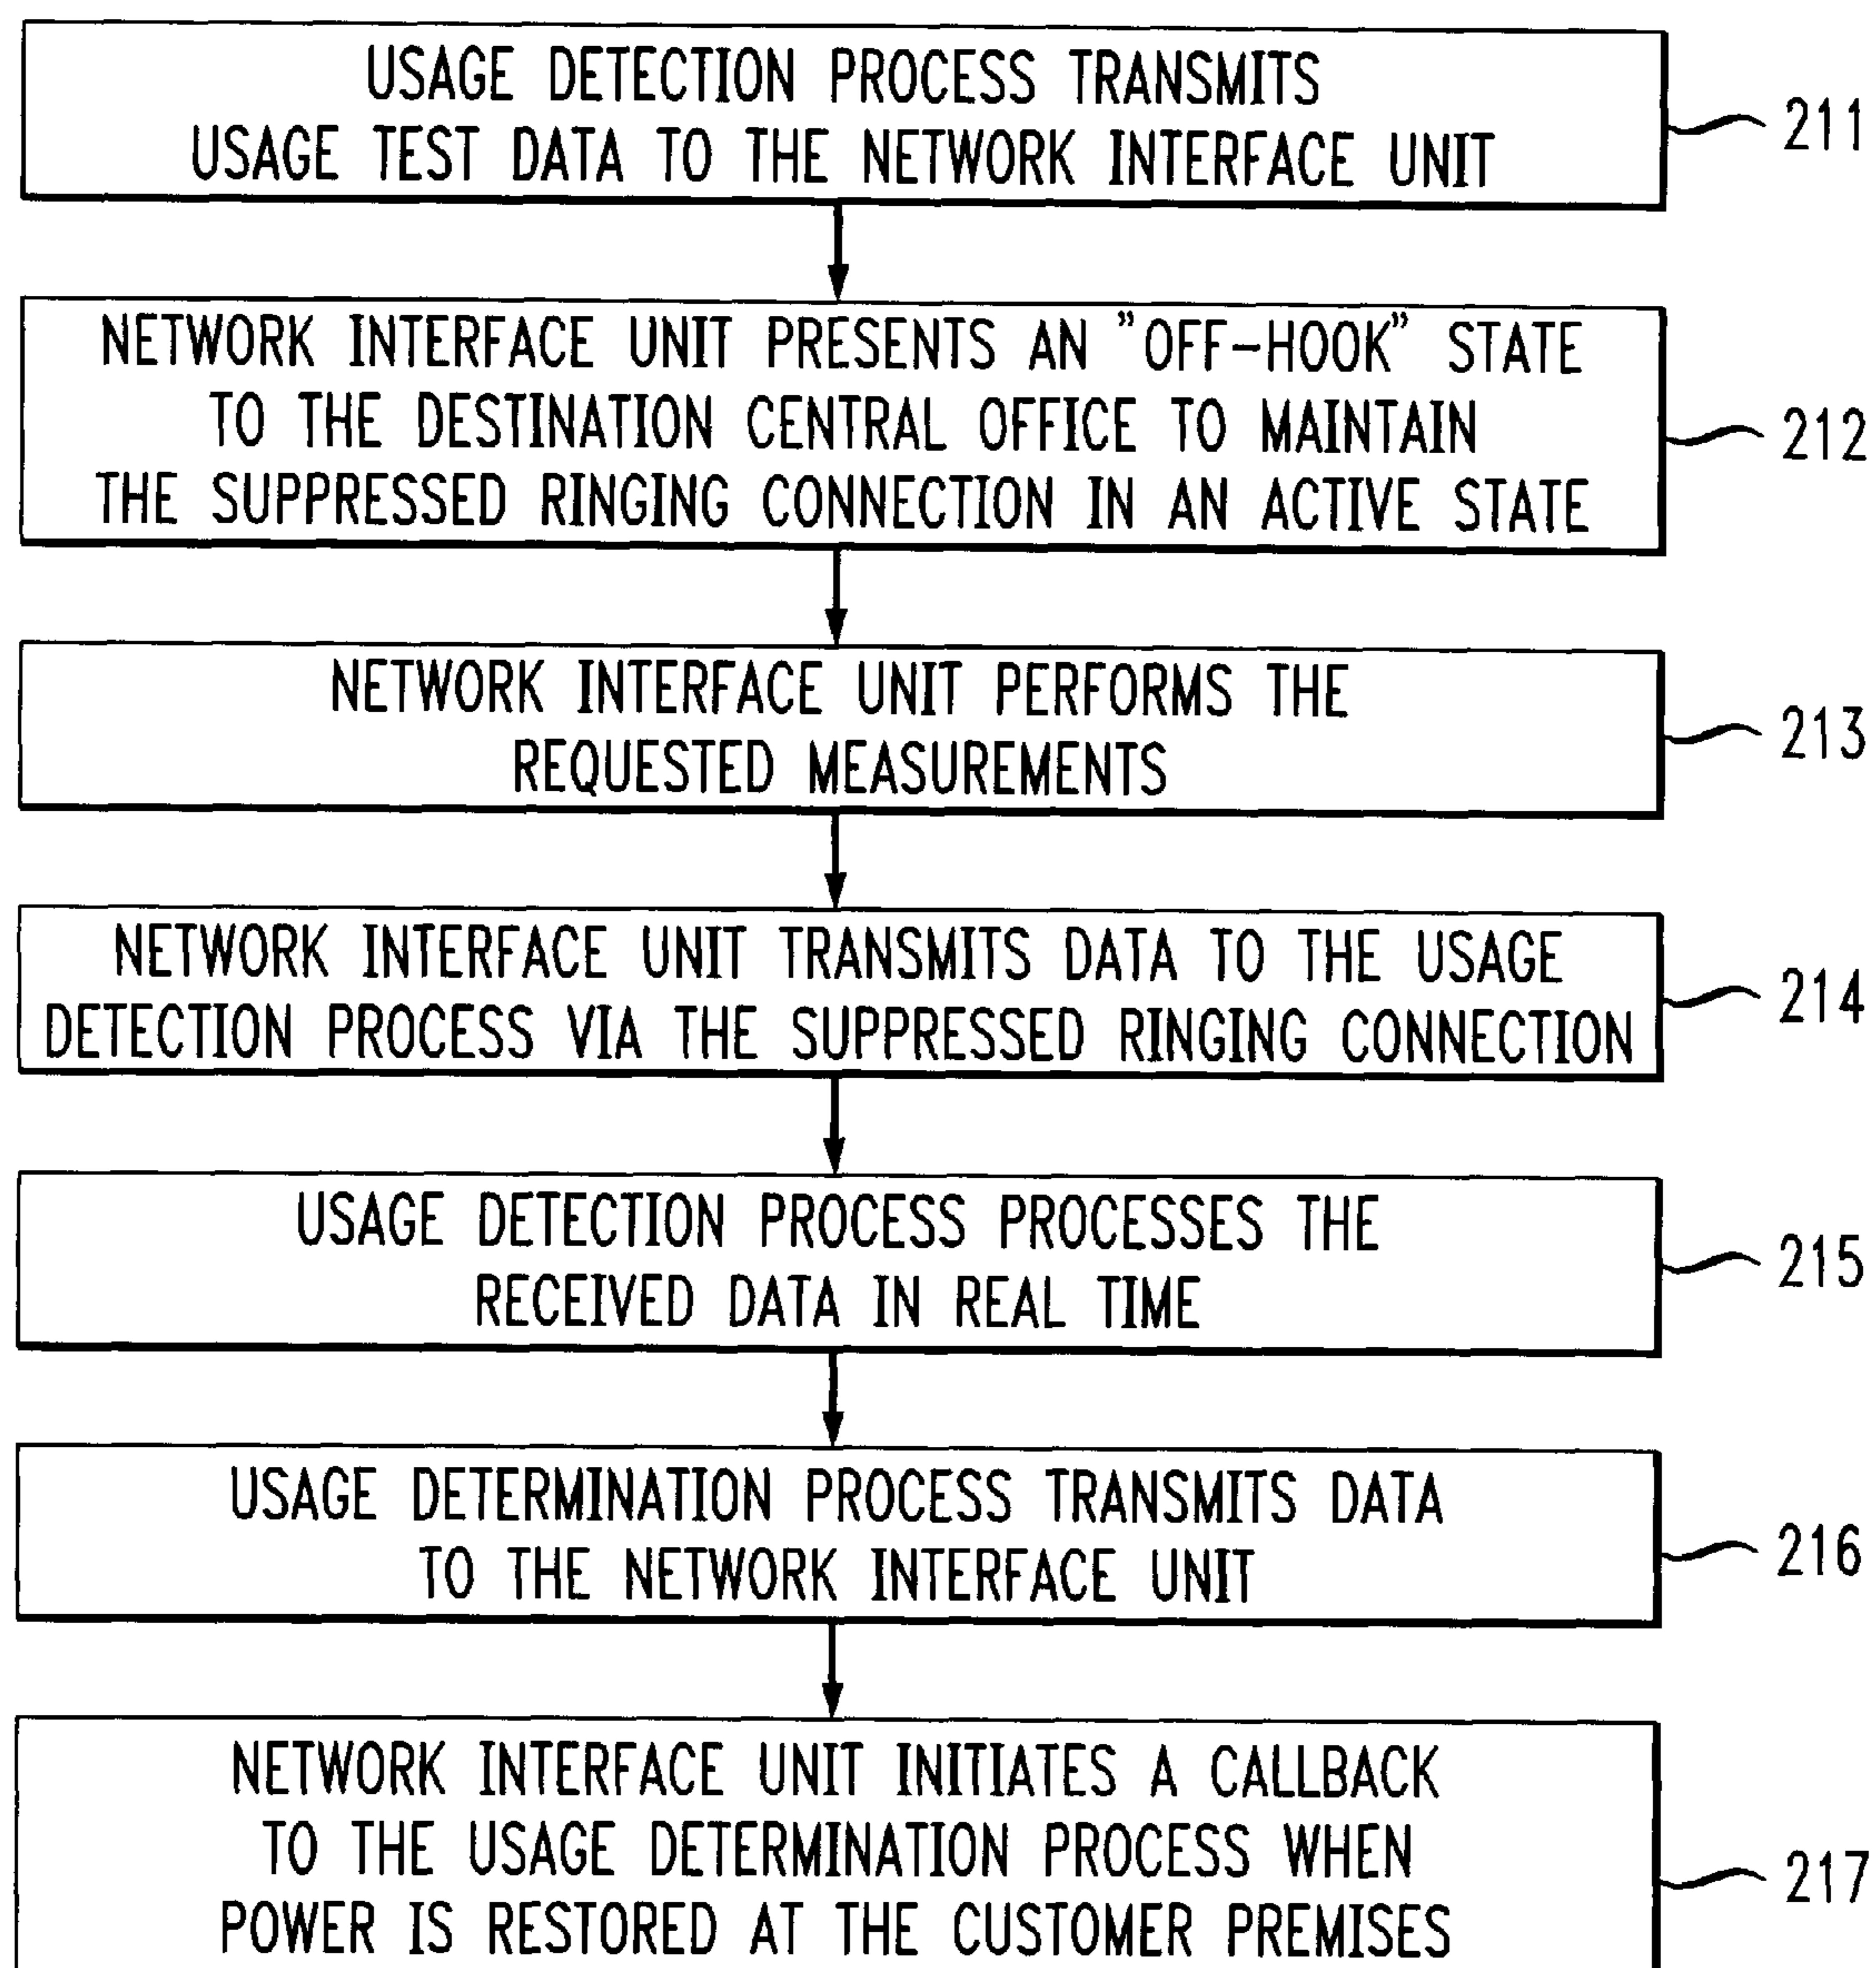 USAGE DETECTION PROCESS TRANSMITS
USAGE TEST DATA TO THE NETWORK INTERFACE UNIT
211
NETWORK INTERFACE UNIT PRESENTS AN "OFF-HOOK" STATE
TO THE DESTINATION CENTRAL OFFICE TO MAINTAIN
THE SUPPRESSED RINGING CONNECTION IN AN ACTIVE STATE
212
NETWORK INTERFACE UNIT PERFORMS THE
REQUESTED MEASUREMENTS
213
NETWORK INTERFACE UNIT TRANSMITS DATA TO THE USAGE
DETECTION PROCESS VIA THE SUPPRESSED RINGING CONNECTION
214
USAGE DETECTION PROCESS PROCESSES THE
RECEIVED DATA IN REAL TIME
215
USAGE DETERMINATION PROCESS TRANSMITS DATA
TO THE NETWORK INTERFACE UNIT
216
NETWORK INTERFACE UNIT INITIATES A CALLBACK
TO THE USAGE DETERMINATION PROCESS WHEN
POWER IS RESTORED AT THE CUSTOMER PREMISES
217